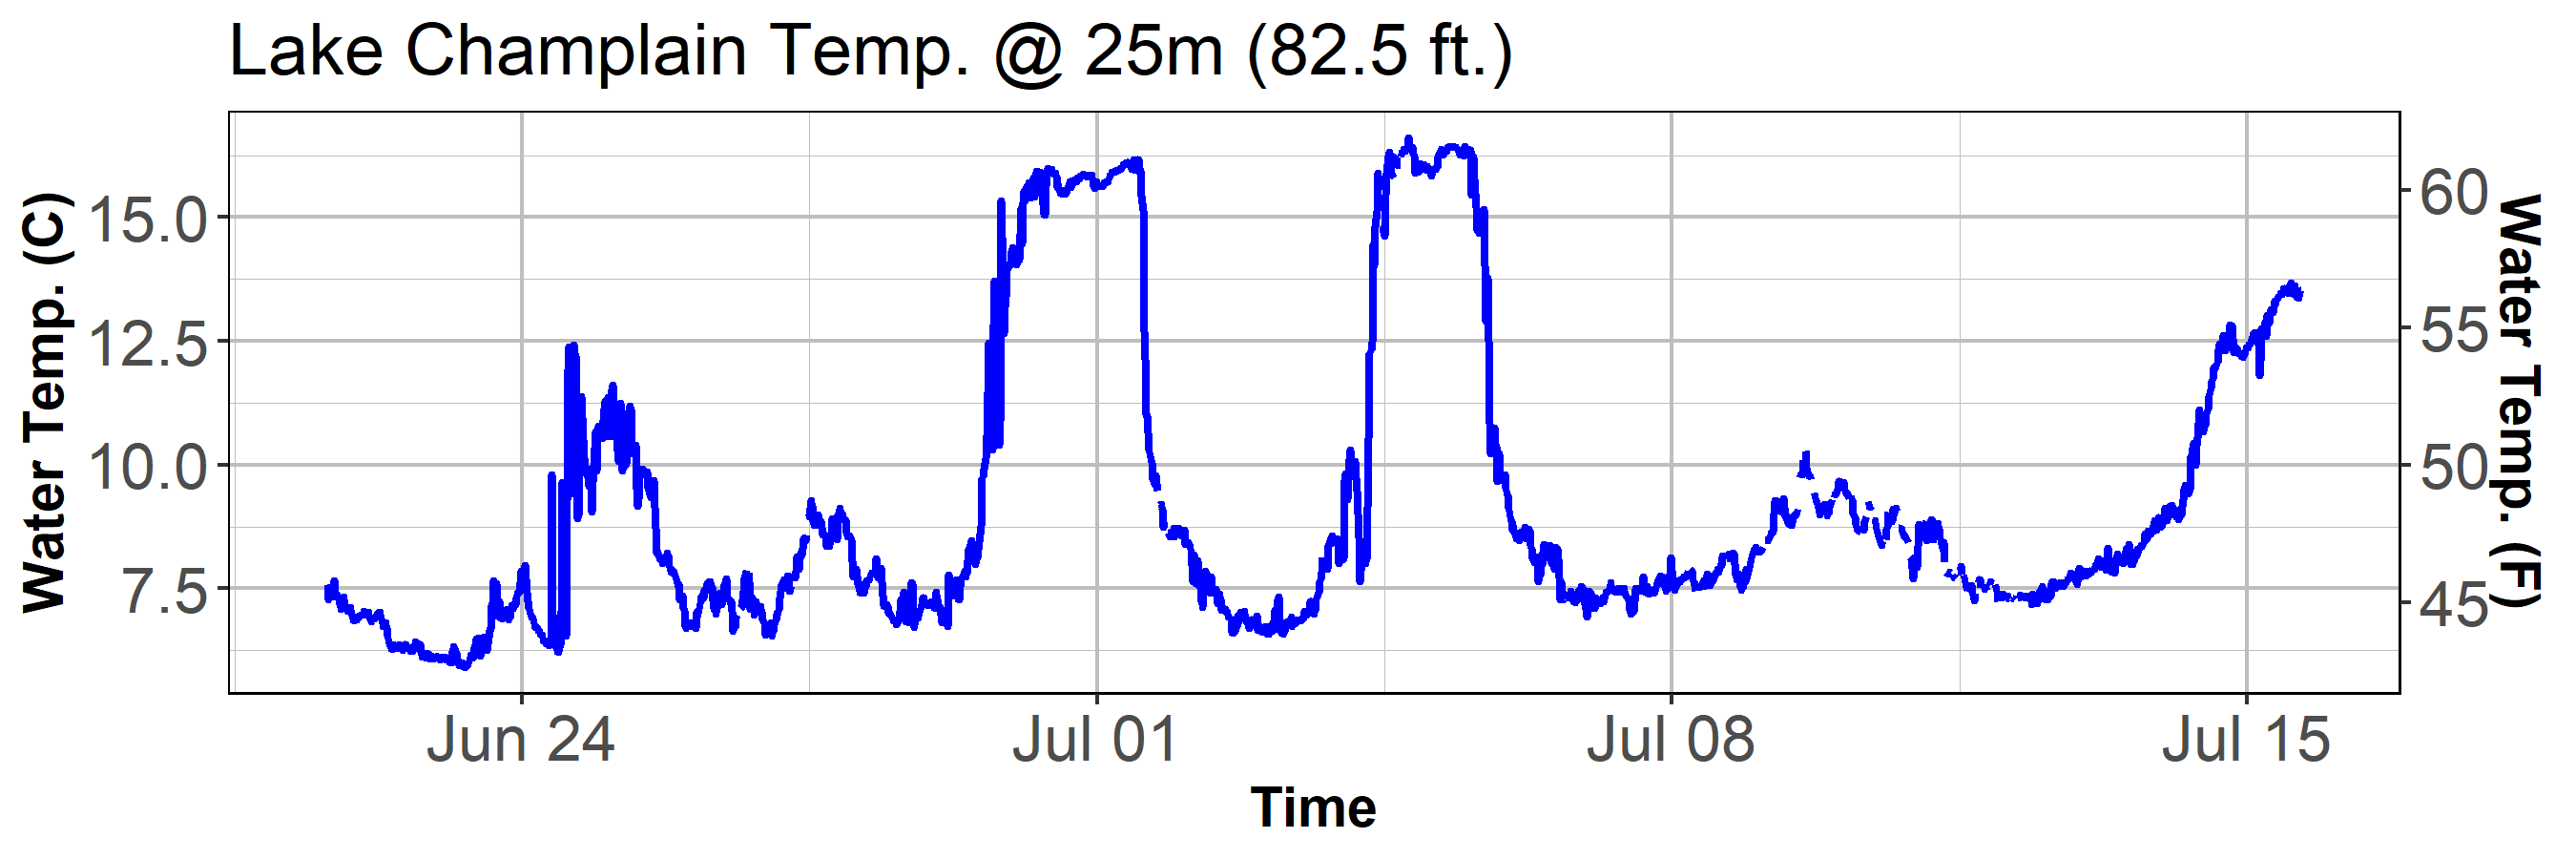 Lake Champlain Temp. @ 25m (82.5 ft.)
Water Temp. (C)
15.0
12.5
10.0
7.5
60
55
50
45
Water Temp. (F)
Jun 24
Jul 01
Jul 08
Jul 15
Time